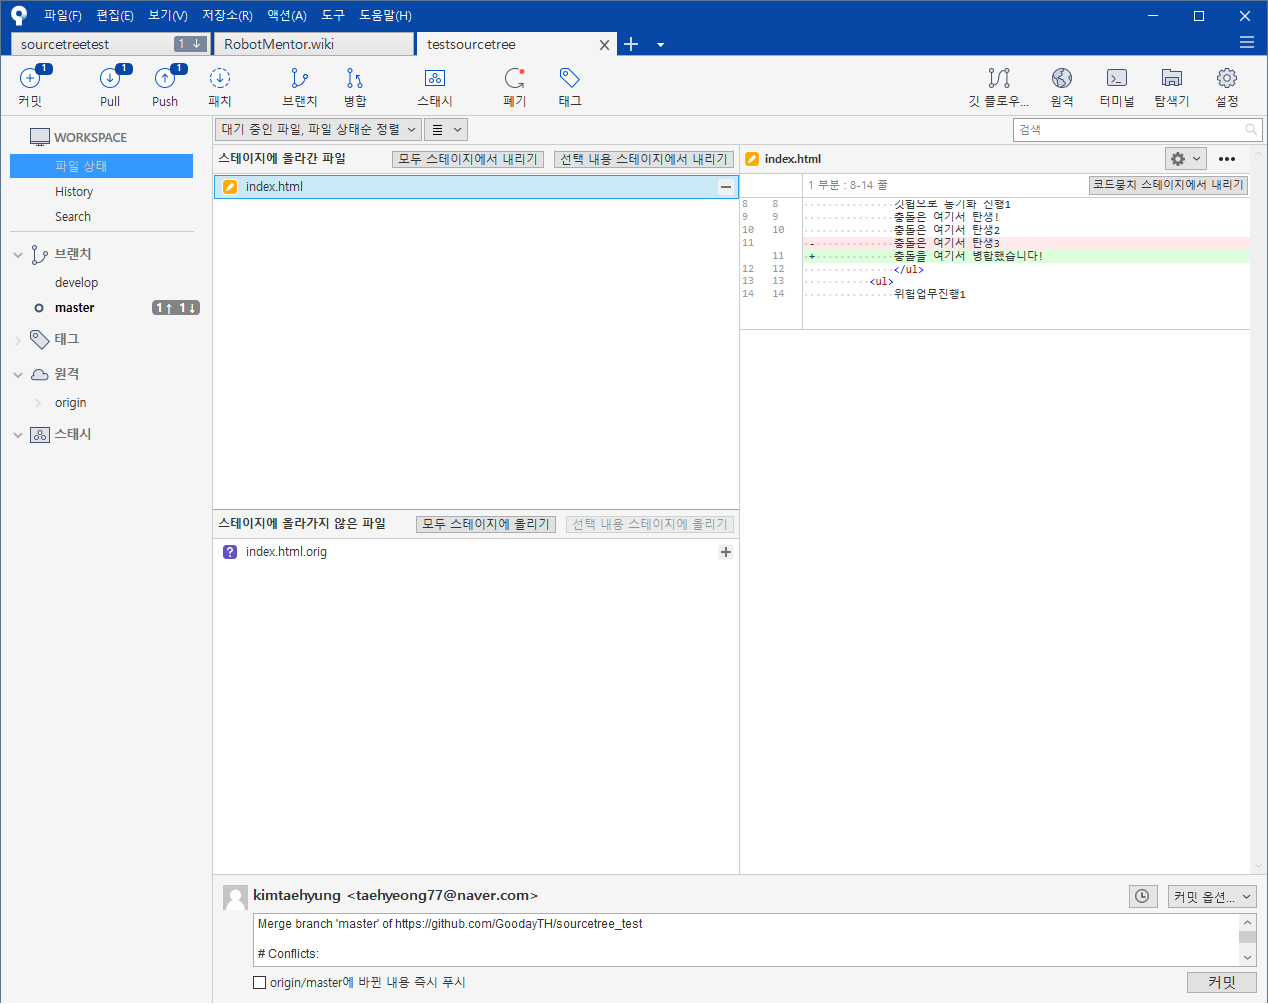 파일(F) 편집(E) 보기(V) 저장소(R) 액션(A) 도구 도움말(H)
sourcetreetest 1 ↓ RobotMentor.wiki testsourcetree
1 1 1
커밋 Pull Push 패치 브랜치 병합 스태시 폐기 태그 깃 플로우... 원격 터미널 탐색기 설정
WORKSPACE
파일 상태
History
Search
브랜치
develop
master 1↑ 1↓
태그
원격
origin
스태시
대기 중인 파일, 파일 상태순 정렬
검색
스테이지에 올라간 파일 모두 스테이지에서 내리기 선택 내용 스테이지에서 내리기
index.html
스테이지에 올라가지 않은 파일 모두 스테이지에 올리기 선택 내용 스테이지에 올리기
index.html.orig
index.html
1 부분 : 8-14 줄 코드뭉치 스테이지에서 내리기
8 8 깃헙으로 동기화 진행1
9 9 충돌은 여기서 탄생!
10 10 충돌은 여기서 탄생2
11 - 충돌은 여기서 탄생3
11 + 충돌을 여기서 병합했습니다!
12 12 </ul>
13 13 <ul>
14 14 위험업무진행1
kimtaehyung <taehyeong77@naver.com> 커밋 옵션...
Merge branch 'master' of https://github.com/GoodayTH/sourcetree_test
# Conflicts:
origin/master에 바뀐 내용 즉시 푸시 커밋